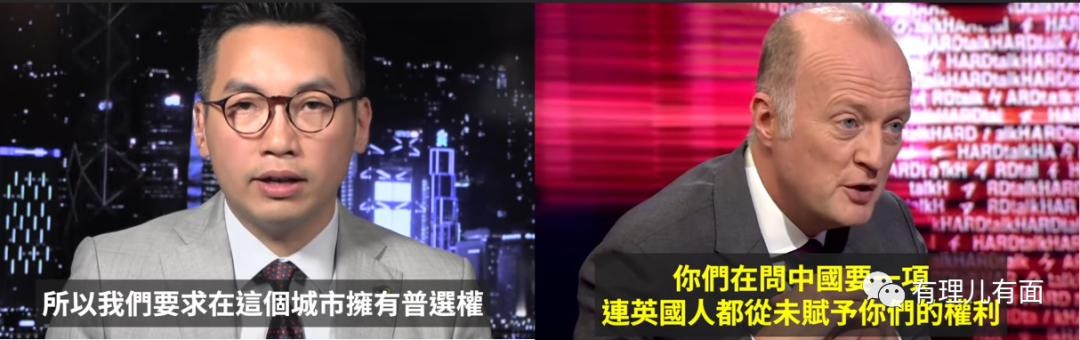 所以我們要求在這個城市擁有普選權
你們在問中國要一項
連英國人都從未賦予你們的權利
有理儿有面
HARDtalk